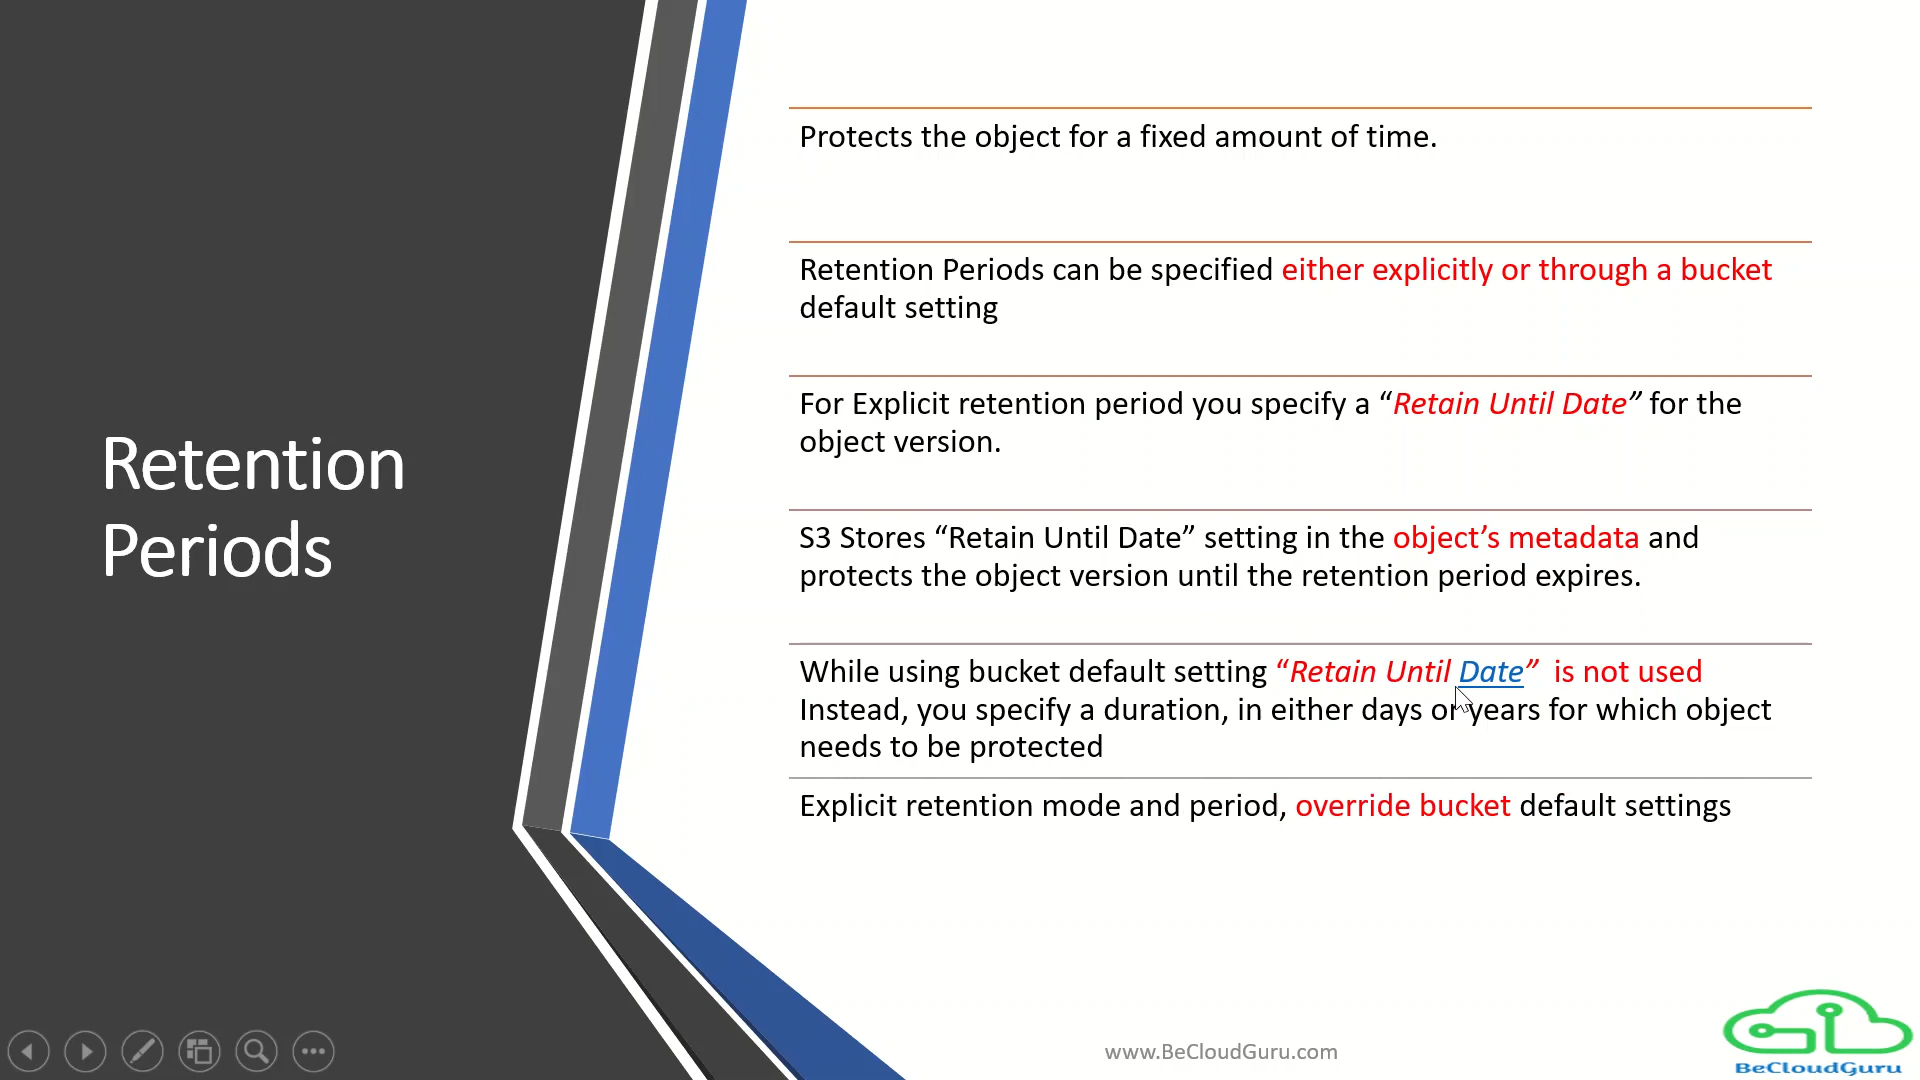 Retention
Periods
Protects the object for a fixed amount of time.
Retention Periods can be specified either explicitly or through a bucket
default setting
For Explicit retention period you specify a “Retain Until Date” for the
object version.
S3 Stores “Retain Until Date” setting in the object’s metadata and
protects the object version until the retention period expires.
While using bucket default setting “Retain Until Date” is not used
Instead, you specify a duration, in either days or years for which object
needs to be protected
Explicit retention mode and period, override bucket default settings
www.BeCloudGuru.com
BeCloudGuru